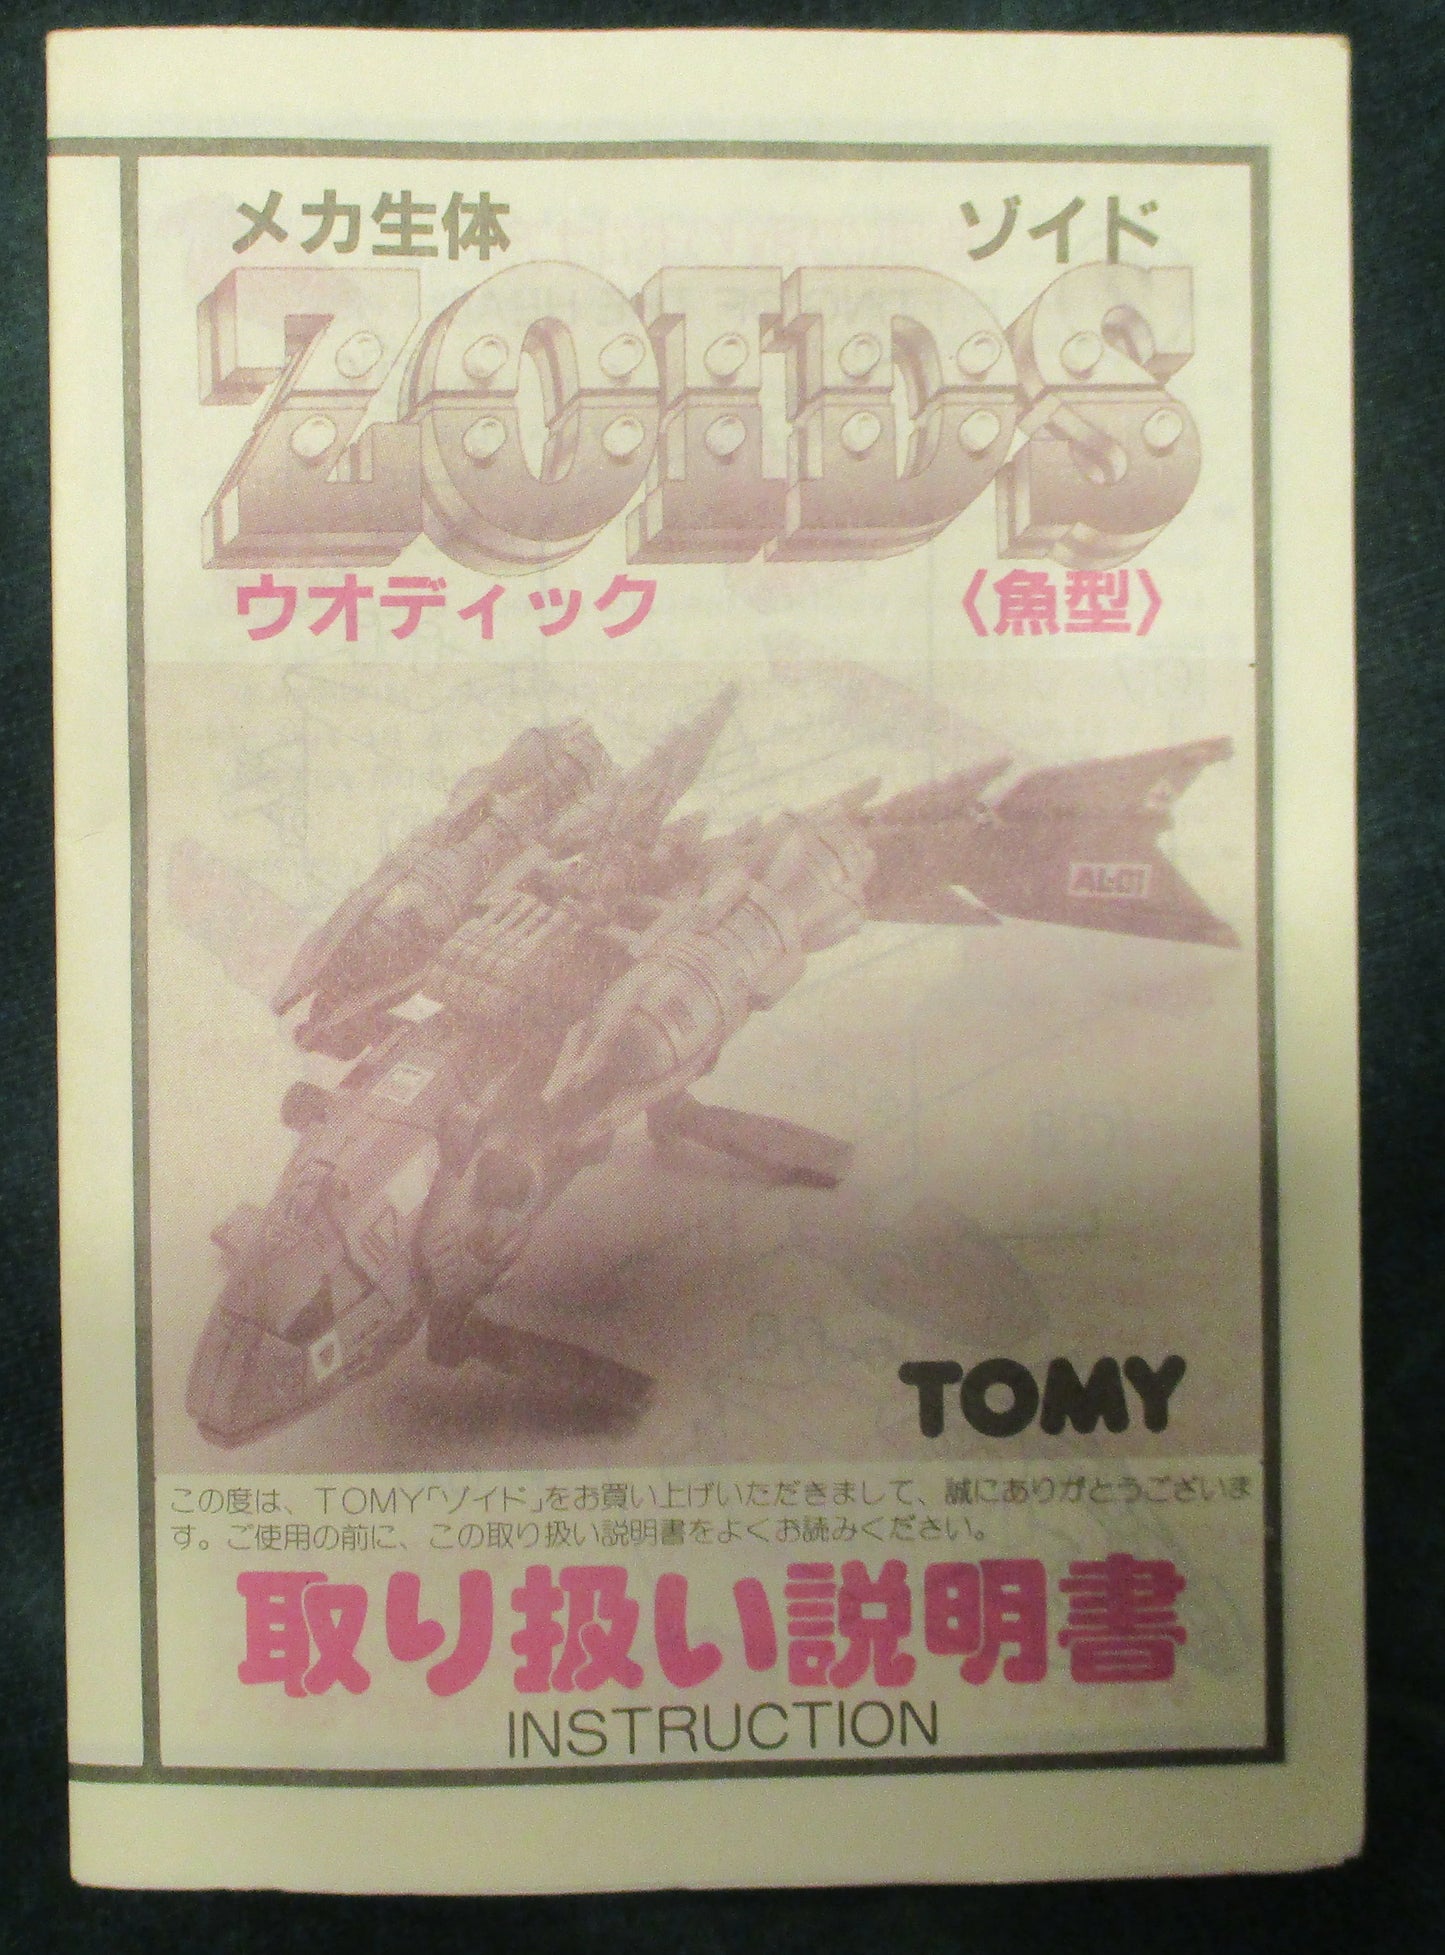 メカ生体 ゾイド
ZOIDS
ウオディック 〈魚型〉
TOMY
この度は、TOMY「ゾイド」をお買い上げいただきまして、誠にありがとうございま
す。ご使用の前に、この取り扱い説明書をよくお読みください。
取り扱い説明書
INSTRUCTION